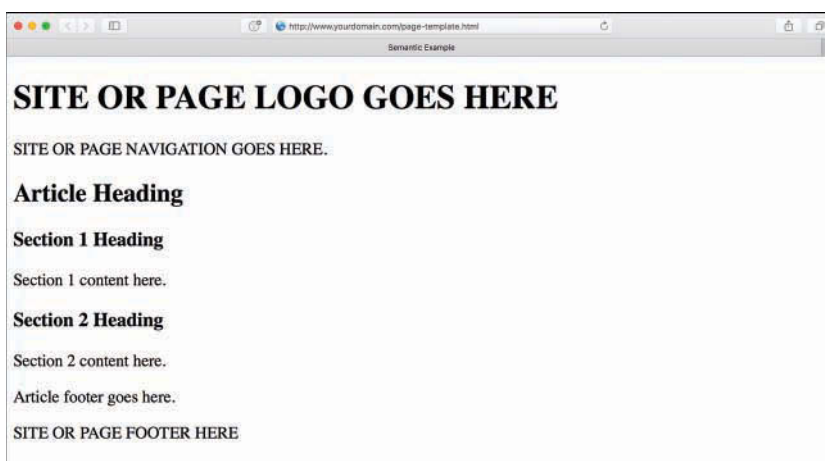 http://www.yourdomain.com/page-template.html
Semantic Example
SITE OR PAGE LOGO GOES HERE
SITE OR PAGE NAVIGATION GOES HERE.
Article Heading
Section 1 Heading
Section 1 content here.
Section 2 Heading
Section 2 content here.
Article footer goes here.
SITE OR PAGE FOOTER HERE